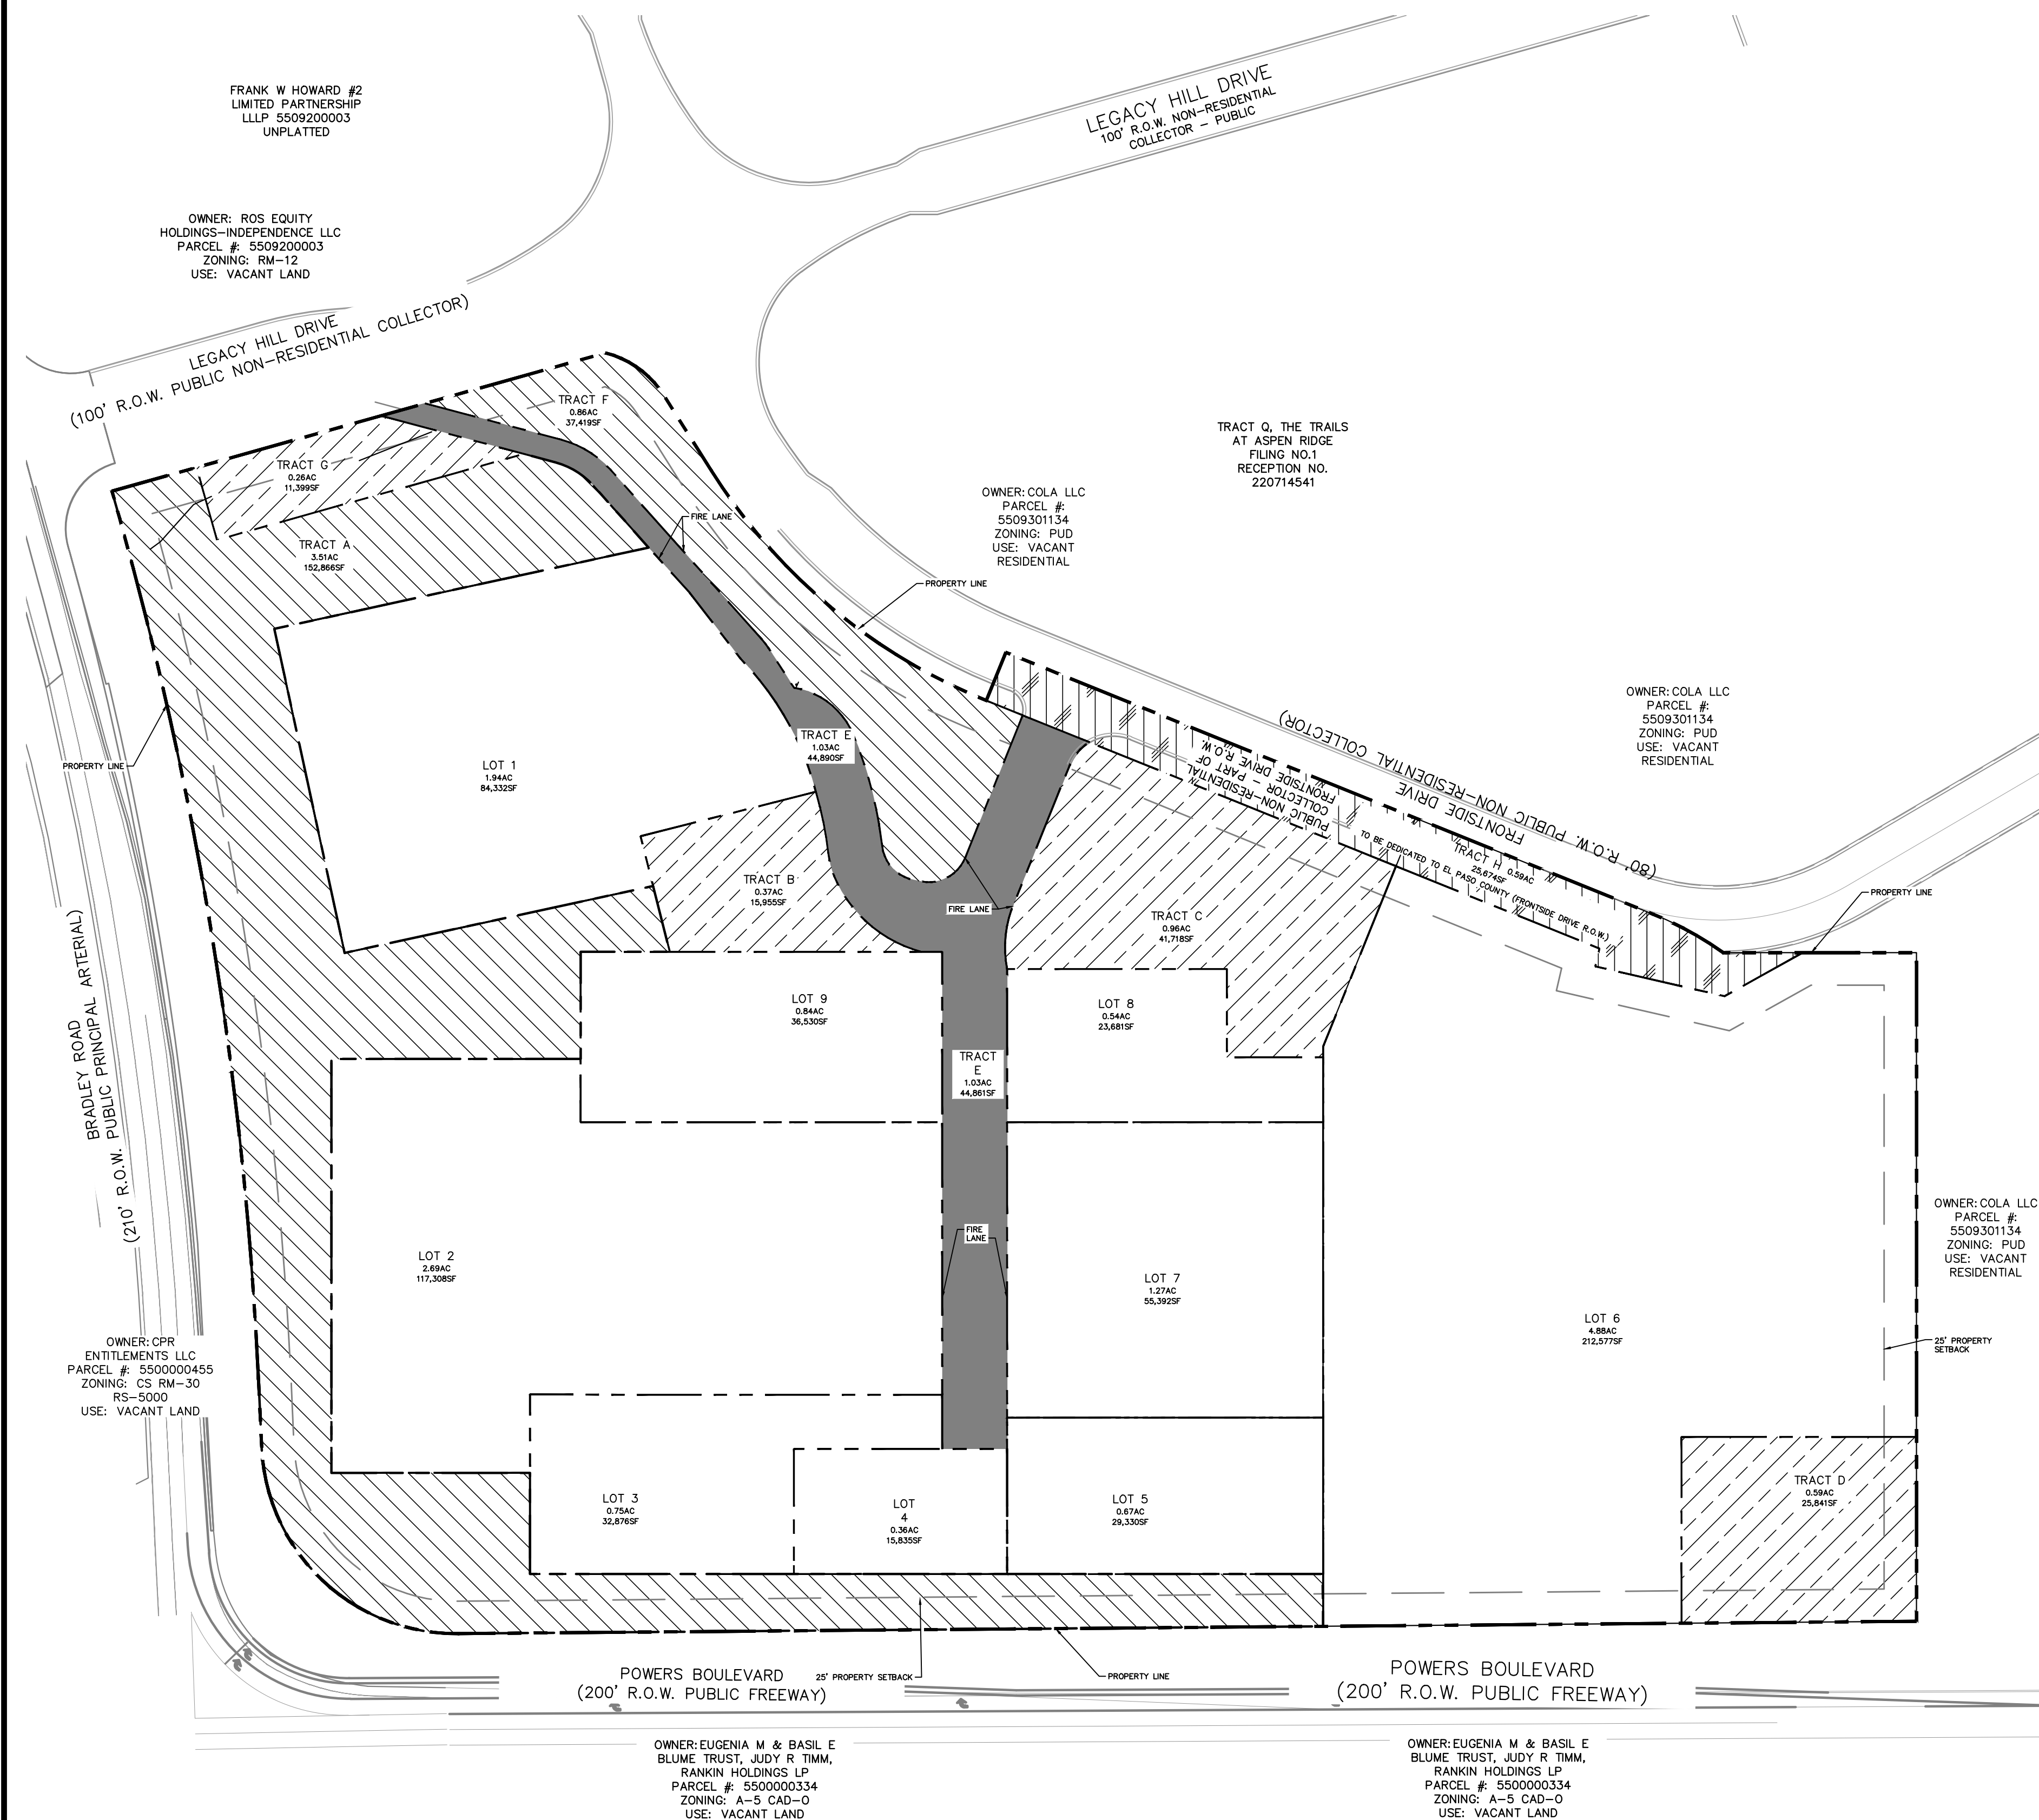 FRANK W HOWARD #2
LIMITED PARTNERSHIP
LLLP 5509200003
UNPLATTED
LEGACY HILL DRIVE
100' R.O.W. NON-RESIDENTIAL
COLLECTOR - PUBLIC
OWNER: ROS EQUITY
HOLDINGS-INDEPENDENCE LLC
PARCEL #: 5509200003
ZONING: RM-12
USE: VACANT LAND
LEGACY HILL DRIVE
(100' R.O.W. PUBLIC NON-RESIDENTIAL COLLECTOR)
TRACT F
0.86AC
37,419SF
TRACT G
0.26AC
11,399SF
TRACT Q, THE TRAILS
AT ASPEN RIDGE
FILING NO.1
RECEPTION NO.
220714541
OWNER: COLA LLC
PARCEL #:
5509301134
ZONING: PUD
USE: VACANT
RESIDENTIAL
FIRE LANE
TRACT A
3.51AC
152,866SF
PROPERTY LINE
OWNER: COLA LLC
PARCEL #:
5509301134
ZONING: PUD
USE: VACANT
RESIDENTIAL
FRONTSIDE DRIVE
(80' R.O.W. PUBLIC NON-RESIDENTIAL COLLECTOR)
PUBLIC NON-RESIDENTIAL
COLLECTOR - PART OF
FRONTSIDE DRIVE R.O.W.
TRACT E
1.03AC
44,890SF
PROPERTY LINE
LOT 1
1.94AC
84,332SF
TRACT H 0.59AC
25,674SF
TO BE DEDICATED TO EL PASO COUNTY (FRONTSIDE DRIVE R.O.W.)
PROPERTY LINE
TRACT B
0.37AC
15,955SF
FIRE LANE
TRACT C
0.96AC
41,718SF
LOT 9
0.84AC
36,530SF
LOT 8
0.54AC
23,681SF
TRACT
E
1.03AC
44,861SF
BRADLEY ROAD
(210' R.O.W. PUBLIC PRINCIPAL ARTERIAL)
OWNER: COLA LLC
PARCEL #:
5509301134
ZONING: PUD
USE: VACANT
RESIDENTIAL
FIRE
LANE
LOT 2
2.69AC
117,308SF
LOT 7
1.27AC
55,392SF
LOT 6
4.88AC
212,577SF
25' PROPERTY
SETBACK
OWNER: CPR
ENTITLEMENTS LLC
PARCEL #: 5500000455
ZONING: CS RM-30
RS-5000
USE: VACANT LAND
LOT 3
0.75AC
32,876SF
LOT
4
0.36AC
15,835SF
LOT 5
0.67AC
29,330SF
TRACT D
0.59AC
25,841SF
POWERS BOULEVARD
(200' R.O.W. PUBLIC FREEWAY)
25' PROPERTY SETBACK
PROPERTY LINE
POWERS BOULEVARD
(200' R.O.W. PUBLIC FREEWAY)
OWNER: EUGENIA M & BASIL E
BLUME TRUST, JUDY R TIMM,
RANKIN HOLDINGS LP
PARCEL #: 5500000334
ZONING: A-5 CAD-O
USE: VACANT LAND
OWNER: EUGENIA M & BASIL E
BLUME TRUST, JUDY R TIMM,
RANKIN HOLDINGS LP
PARCEL #: 5500000334
ZONING: A-5 CAD-O
USE: VACANT LAND